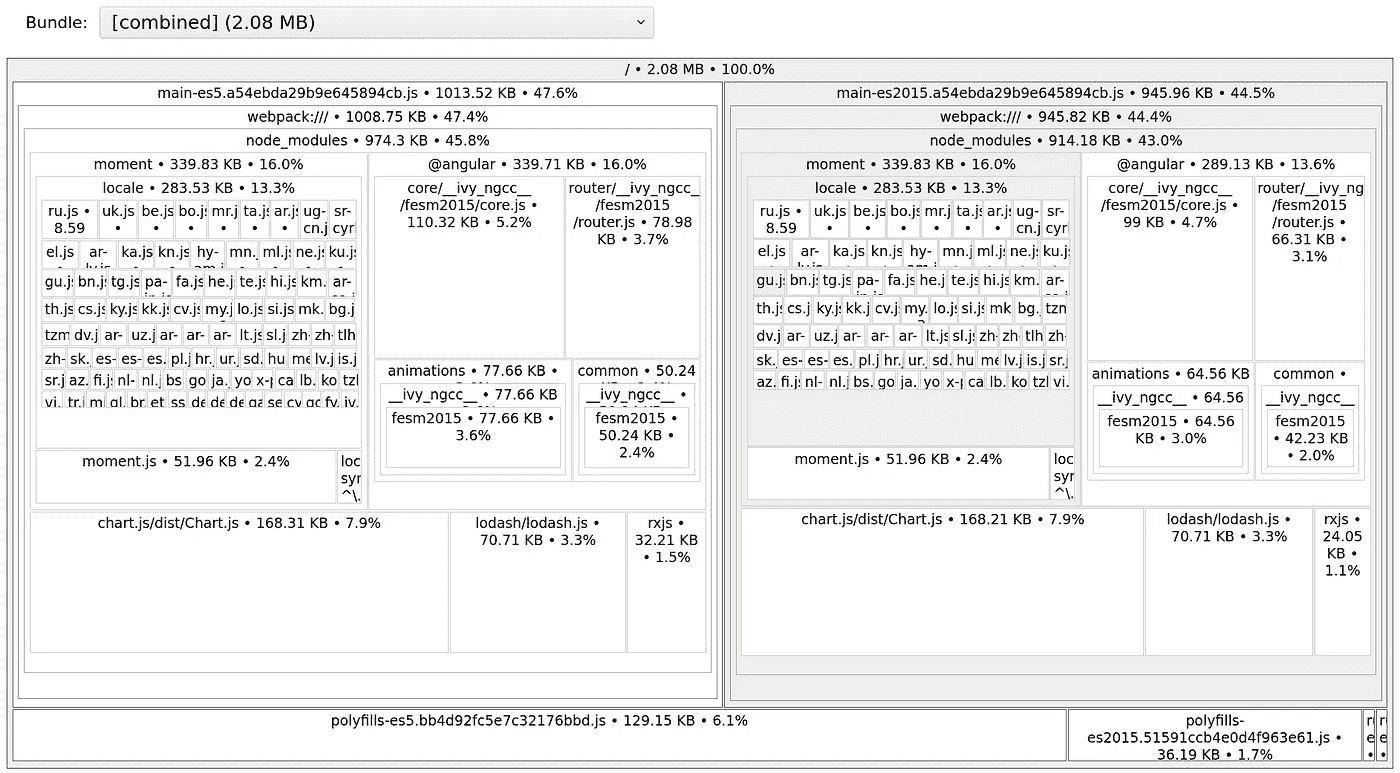 Bundle: [combined] (2.08 MB)
/ • 2.08 MB • 100.0%
main-es5.a54ebda29b9e645894cb.js • 1013.52 KB • 47.6%
webpack:/// • 1008.75 KB • 47.4%
node_modules • 974.3 KB • 45.8%
moment • 339.83 KB • 16.0%
locale • 283.53 KB • 13.3%
ru.js •
8.59
uk.js
•
be.js
•
bo.js
•
mr.j
•
ta.js
•
ar.js
•
ug-
cn.j
sr-
cyrl
el.js
ar-
ka.js
kn.js
hy-
mn.
ml.js
ne.js
ku.js
gu.js
bn.js
tg.js
pa-
fa.js
he.j
te.js
hi.js
km.
ar-
th.js
cs.js
ky.js
kk.js
cv.js
my.j
lo.js
si.js
mk.
bg.j
tzm
dv.j
ar-
uz.j
ar-
ar-
ar-
lt.js
sl.j
zh-
zh-
tlh
zh-
sk.
es-
es-
es.
pl.j
hr.
ur.
sd.
hu
me
lv.j
is.j
sr.j
az.
fi.js
nl-
nl.j
bs
go
ja.
yo
x-p
ca
lb.
ko
tzl
moment.js • 51.96 KB • 2.4%
loc
syn
^\.
@angular • 339.71 KB • 16.0%
core/__ivy_ngcc__
/fesm2015/core.js •
110.32 KB • 5.2%
router/__ivy_ngcc_
/fesm2015
/router.js • 78.98
KB • 3.7%
animations • 77.66 KB •
__ivy_ngcc__ • 77.66 KB
fesm2015 • 77.66 KB •
3.6%
common • 50.24
__ivy_ngcc__ •
fesm2015 •
50.24 KB •
2.4%
chart.js/dist/Chart.js • 168.31 KB • 7.9%
lodash/lodash.js •
70.71 KB • 3.3%
rxjs •
32.21 KB
• 1.5%
main-es2015.a54ebda29b9e645894cb.js • 945.96 KB • 44.5%
webpack:/// • 945.82 KB • 44.4%
node_modules • 914.18 KB • 43.0%
moment • 339.83 KB • 16.0%
locale • 283.53 KB • 13.3%
ru.js •
8.59
uk.js
•
be.js
•
bo.js
•
mr.j
•
ta.js
•
ar.js
•
ug-
cn.j
sr-
cyrl
el.js
ar-
ka.js
kn.js
hy-
mn.
ml.js
ne.js
ku.js
gu.js
bn.js
tg.js
pa-
fa.js
he.js
te.js
hi.js
km.
ar-
th.js
cs.j
ky.js
kk.j
cv.js
my.
lo.js
si.js
mk
bg.
tzn
dv.j
ar-
uz.j
ar-
ar-
ar-
lt.js
sl.js
zh-
zh-
tlh
sk.
es-
es-
es.
pl.j
hr.
ur.
sd.
hu
me
lv.j
is.j
sr.j
az.
fi.js
nl-
nl.j
bs.
go
ja.
yo
x-p
ca
lb.
ko
tzl
vi.
moment.js • 51.96 KB • 2.4%
loc
syn
^\.
@angular • 289.13 KB • 13.6%
core/__ivy_ngcc__
/fesm2015/core.js •
99 KB • 4.7%
router/__ivy_ng
/fesm2015
/router.js •
66.31 KB •
3.1%
animations • 64.56 KB
__ivy_ngcc__ • 64.56
fesm2015 • 64.56
KB • 3.0%
common •
__ivy_ngcc__
fesm2015
• 42.23 KB
• 2.0%
chart.js/dist/Chart.js • 168.21 KB • 7.9%
lodash/lodash.js •
70.71 KB • 3.3%
rxjs •
24.05
KB •
1.1%
polyfills-es5.bb4d92fc5e7c32176bbd.js • 129.15 KB • 6.1%
polyfills-
es2015.51591ccb4e0d4f963e61.js •
36.19 KB • 1.7%